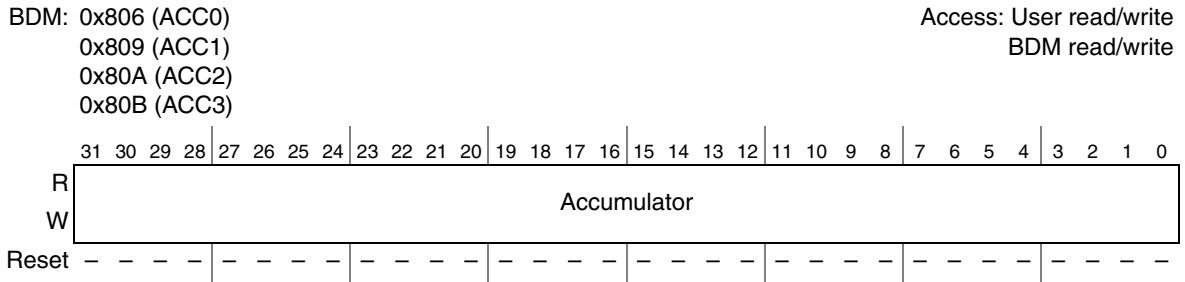 BDM: 0x806 (ACC0) Access: User read/write
0x809 (ACC1) BDM read/write
0x80A (ACC2)
0x80B (ACC3)
31 30 29 28 27 26 25 24 23 22 21 20 19 18 17 16 15 14 13 12 11 10 9 8 7 6 5 4 3 2 1 0
R
Accumulator
W
Reset – – – – – – – – – – – – – – – – – – – – – – – – – – – – – – – –